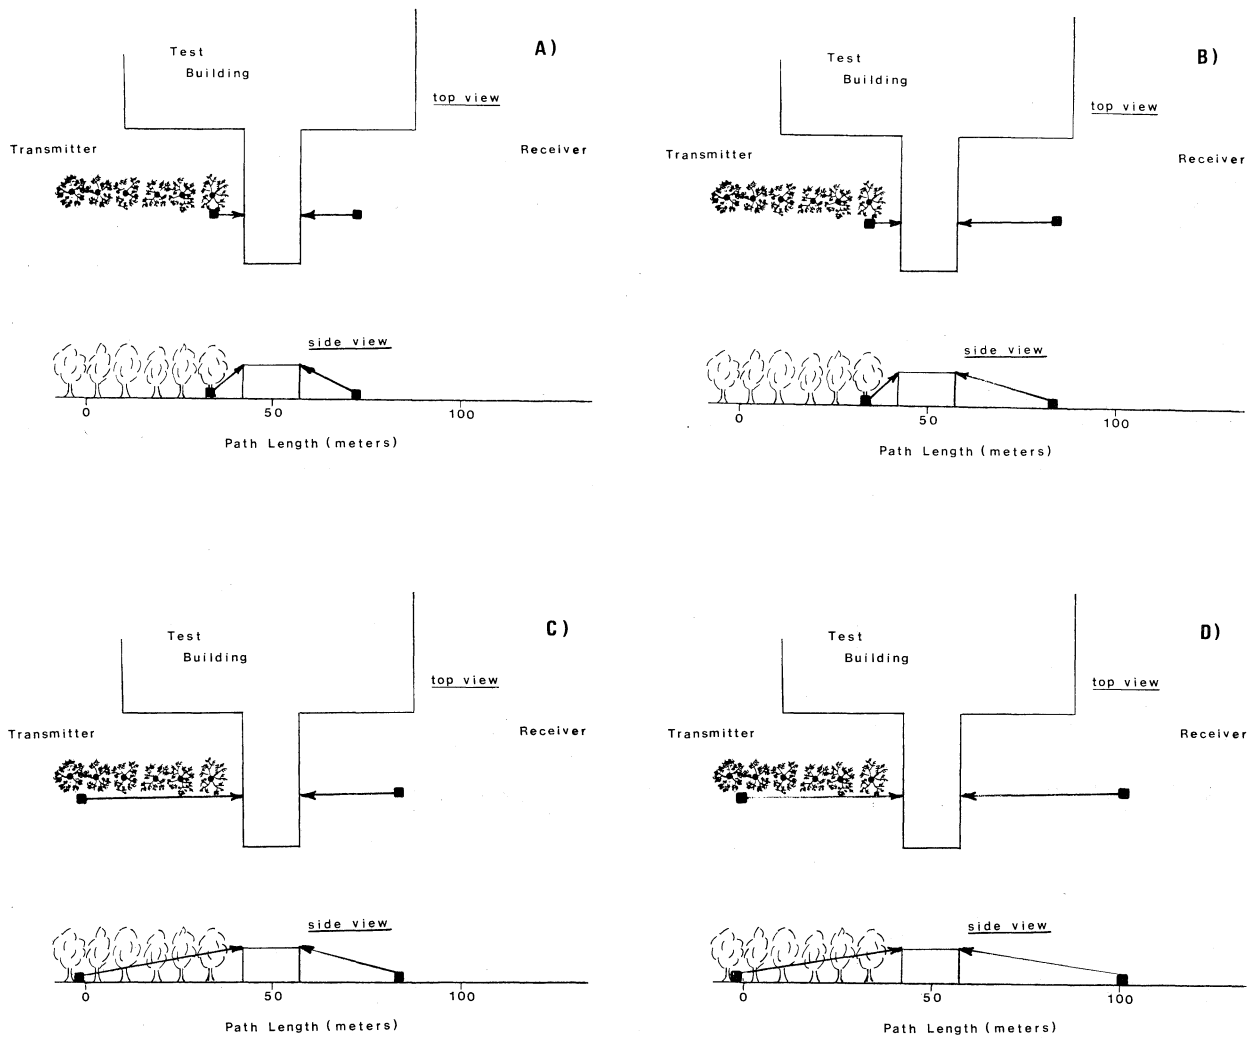 A)
Test
Building
top view
Transmitter
Receiver
side view
0 50 100
Path Length (meters)
B)
Test
Building
top view
Transmitter
Receiver
side view
0 50 100
Path Length (meters)
C)
Test
Building
top view
Transmitter
Receiver
side view
0 50 100
Path Length (meters)
D)
Test
Building
top view
Transmitter
Receiver
side view
0 50 100
Path Length (meters)